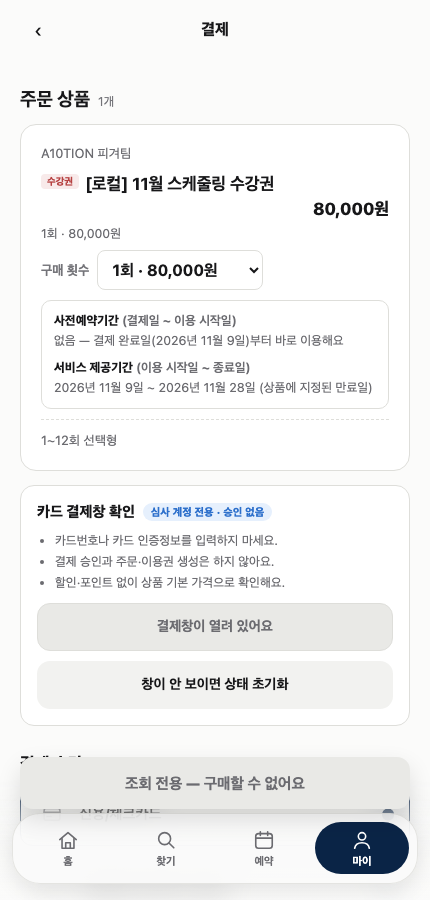 결제
주문 상품 1개
A10TION 피겨팀
수강권 [로컬] 11월 스케줄링 수강권
80,000원
1회 · 80,000원
구매 횟수 1회 · 80,000원
사전예약기간 (결제일 ~ 이용 시작일)
없음 — 결제 완료일(2026년 11월 9일)부터 바로 이용해요
서비스 제공기간 (이용 시작일 ~ 종료일)
2026년 11월 9일 ~ 2026년 11월 28일 (상품에 지정된 만료일)
1~12회 선택형
카드 결제창 확인 심사 계정 전용 · 승인 없음
• 카드번호나 카드 인증정보를 입력하지 마세요.
• 결제 승인과 주문·이용권 생성은 하지 않아요.
• 할인·포인트 없이 상품 기본 가격으로 확인해요.
결제창이 열려 있어요
창이 안 보이면 상태 초기화
조회 전용 — 구매할 수 없어요
신용/체크카드
홈 찾기 예약 마이